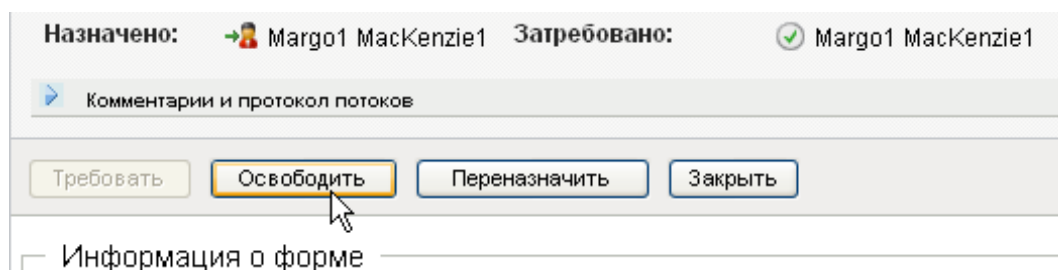 Назначено: Margo1 MacKenzie1 Затребовано: Margo1 MacKenzie1
Комментарии и протокол потоков
Требовать Освободить Переназначить Закрыть
Информация о форме